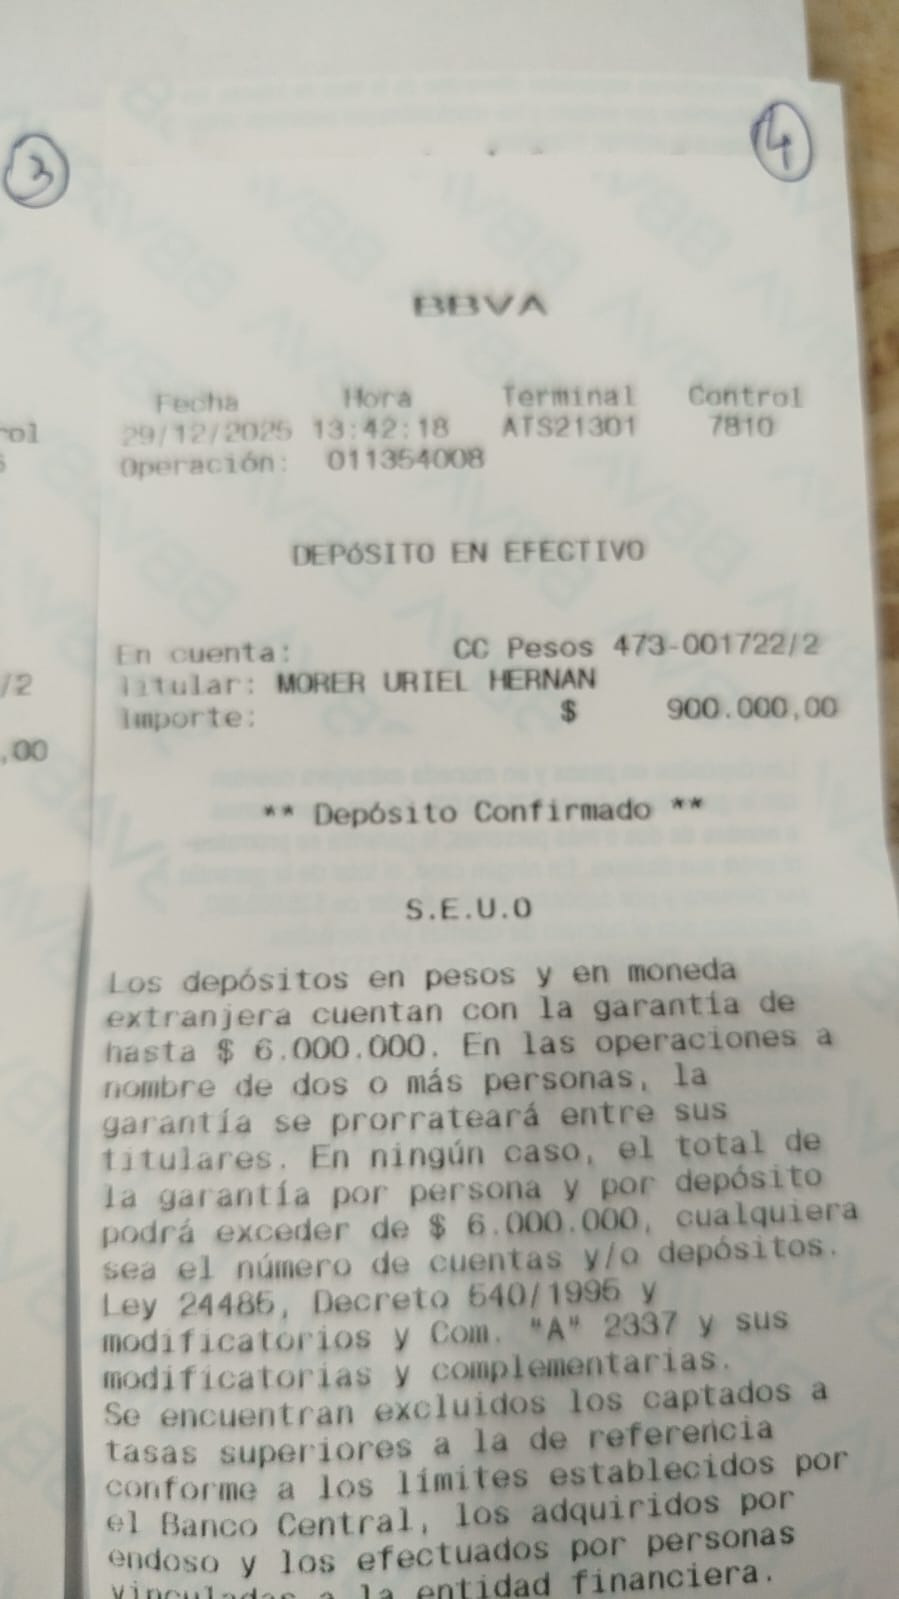 3
4
BBVA
Fecha Hora Terminal Control
29/12/2025 13:42:18 ATS21301 7810
Operación: 011354008
DEPóSITO EN EFECTIVO
En cuenta: CC Pesos 473-001722/2
Titular: MORER URIEL HERNAN
Importe: $ 900.000,00
** Depósito Confirmado **
S.E.U.O
Los depósitos en pesos y en moneda
extranjera cuentan con la garantía de
hasta $ 6.000.000. En las operaciones a
nombre de dos o más personas, la
garantía se prorrateará entre sus
titulares. En ningún caso, el total de
la garantía por persona y por depósito
podrá exceder de $ 6.000.000, cualquiera
sea el número de cuentas y/o depósitos.
Ley 24485, Decreto 540/1995 y
modificatorios y Com. "A" 2337 y sus
modificatorias y complementarias.
Se encuentran excluidos los captados a
tasas superiores a la de referencia
conforme a los límites establecidos por
el Banco Central, los adquiridos por
endoso y los efectuados por personas
vinculadas a la entidad financiera.